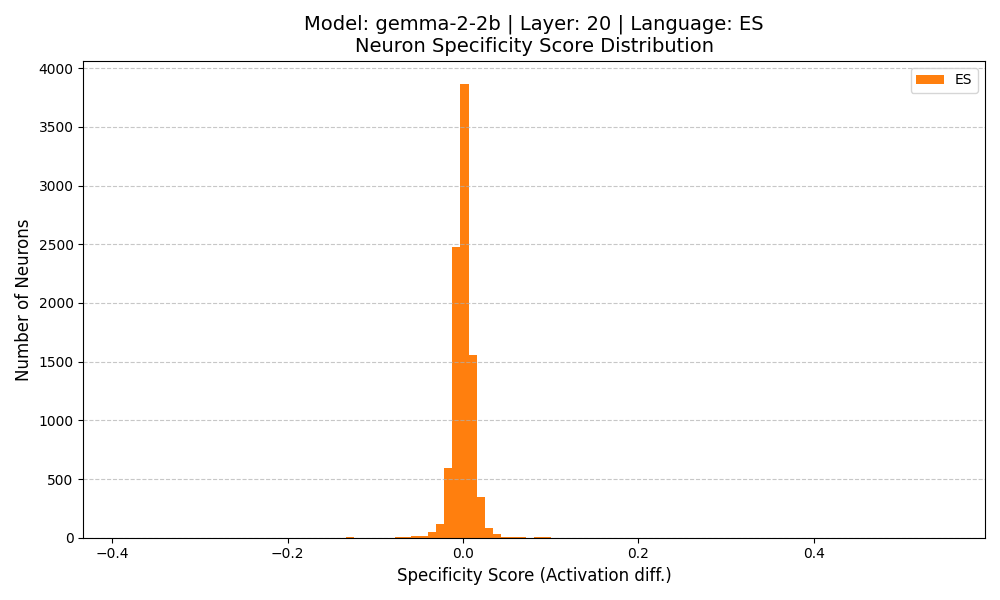 Model: gemma-2-2b | Layer: 20 | Language: ES
Neuron Specificity Score Distribution
ES
Number of Neurons
4000
3500
3000
2500
2000
1500
1000
500
0
−0.4
−0.2
0.0
0.2
0.4
Specificity Score (Activation diff.)